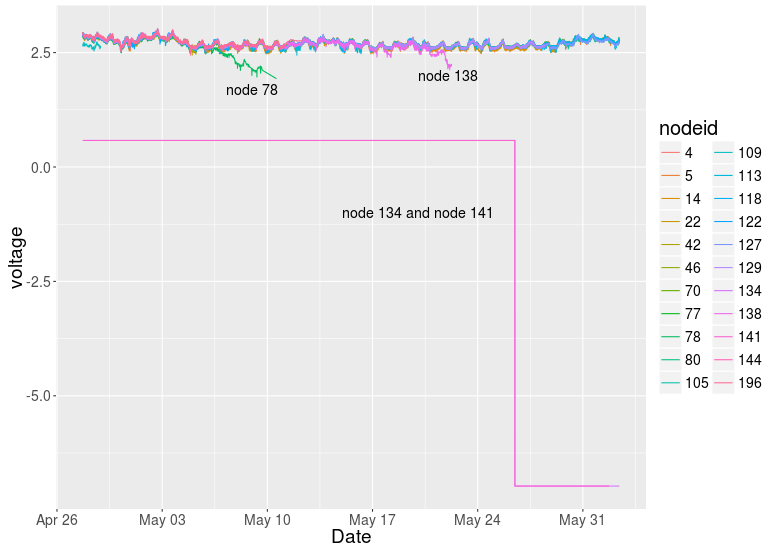 2.5
0.0
-2.5
-5.0
voltage
node 78
node 138
node 134 and node 141
Apr 26 May 03 May 10 May 17 May 24 May 31
Date
nodeid
4 109
5 113
14 118
22 122
42 127
46 129
70 134
77 138
78 141
80 144
105 196